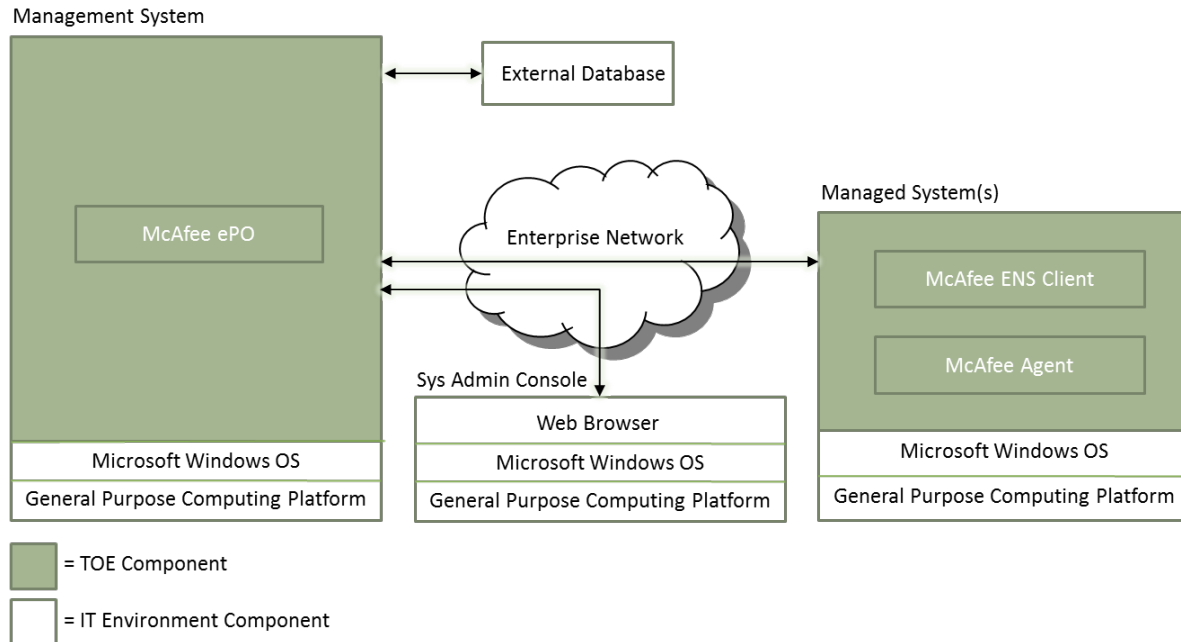 Management System
External Database
McAfee ePO
Enterprise Network
Managed System(s)
McAfee ENS Client
McAfee Agent
Sys Admin Console
Web Browser
Microsoft Windows OS
General Purpose Computing Platform
Microsoft Windows OS
General Purpose Computing Platform
Microsoft Windows OS
General Purpose Computing Platform
= TOE Component
= IT Environment Component